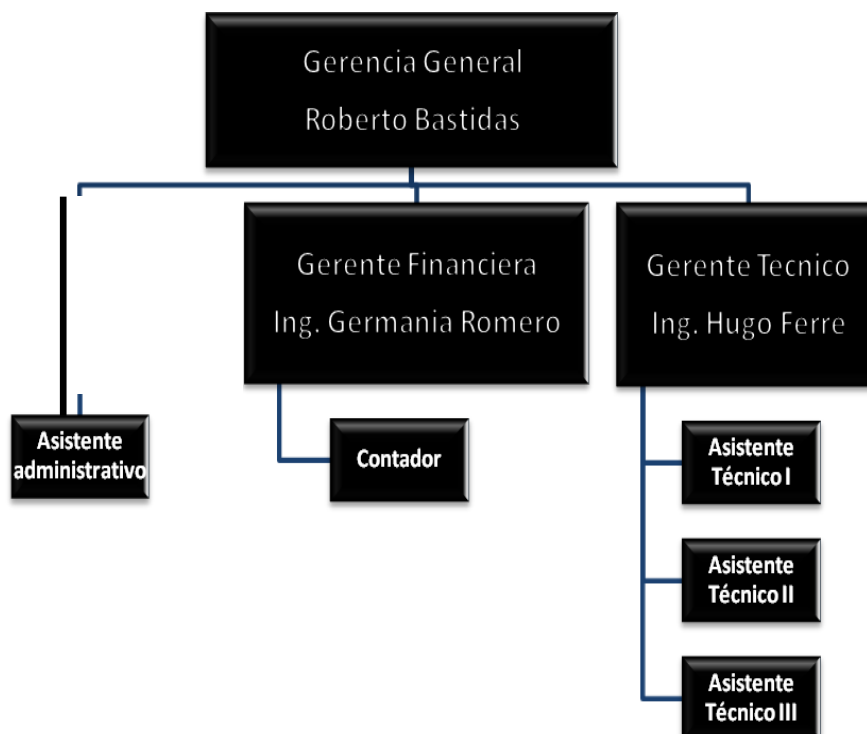 Gerencia General
Roberto Bastidas
Gerente Financiera
Ing. Germania Romero
Gerente Tecnico
Ing. Hugo Ferre
Asistente
administrativo
Contador
Asistente
Técnico I
Asistente
Técnico II
Asistente
Técnico III